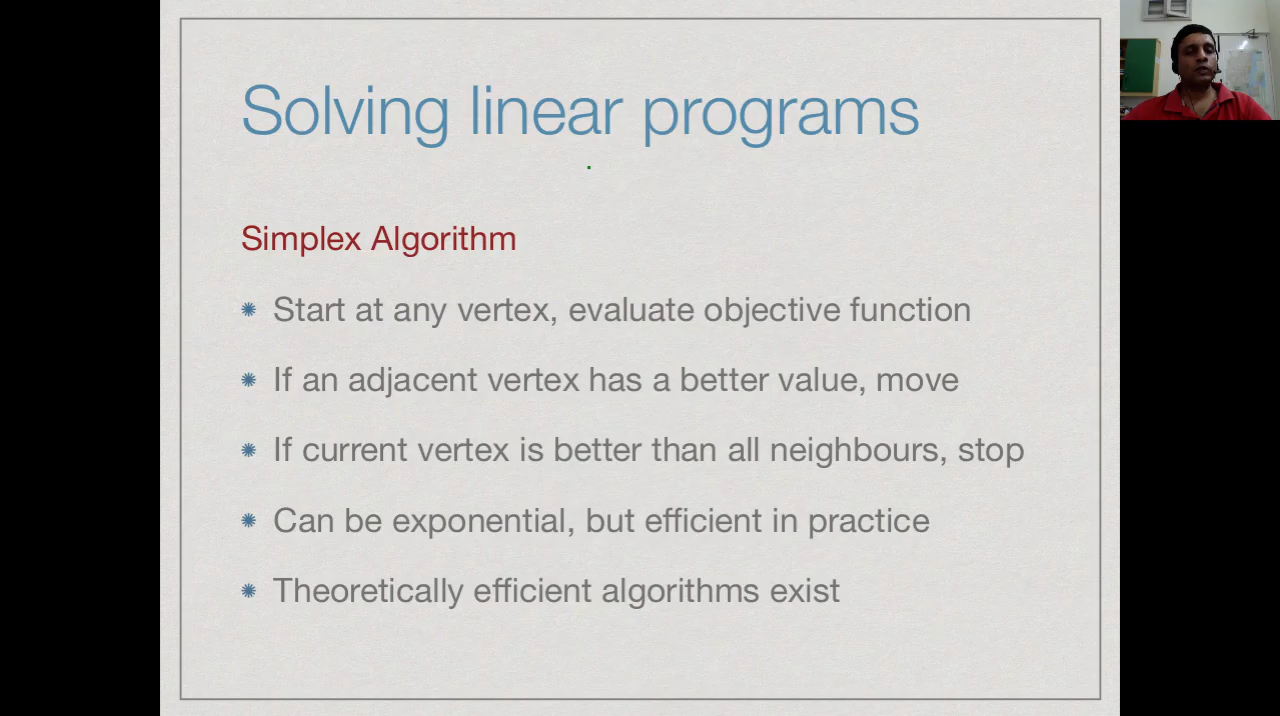 Solving linear programs
Simplex Algorithm
Start at any vertex, evaluate objective function
If an adjacent vertex has a better value, move
If current vertex is better than all neighbours, stop
Can be exponential, but efficient in practice
Theoretically efficient algorithms exist